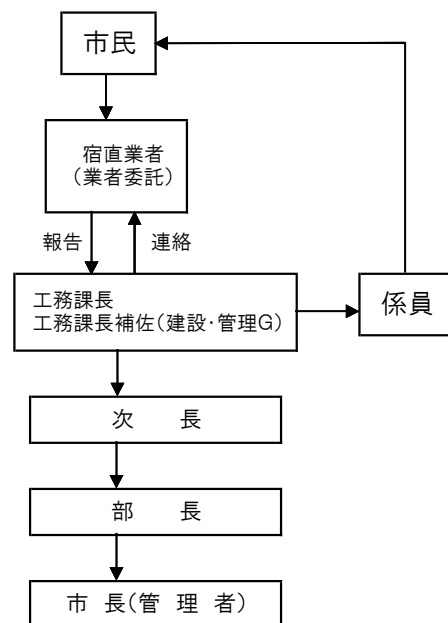 市民
宿直業者
（業者委託）
報告
連絡
工務課長
工務課長補佐（建設・管理G）
係員
次　　長
部　　長
市 長（管 理 者）